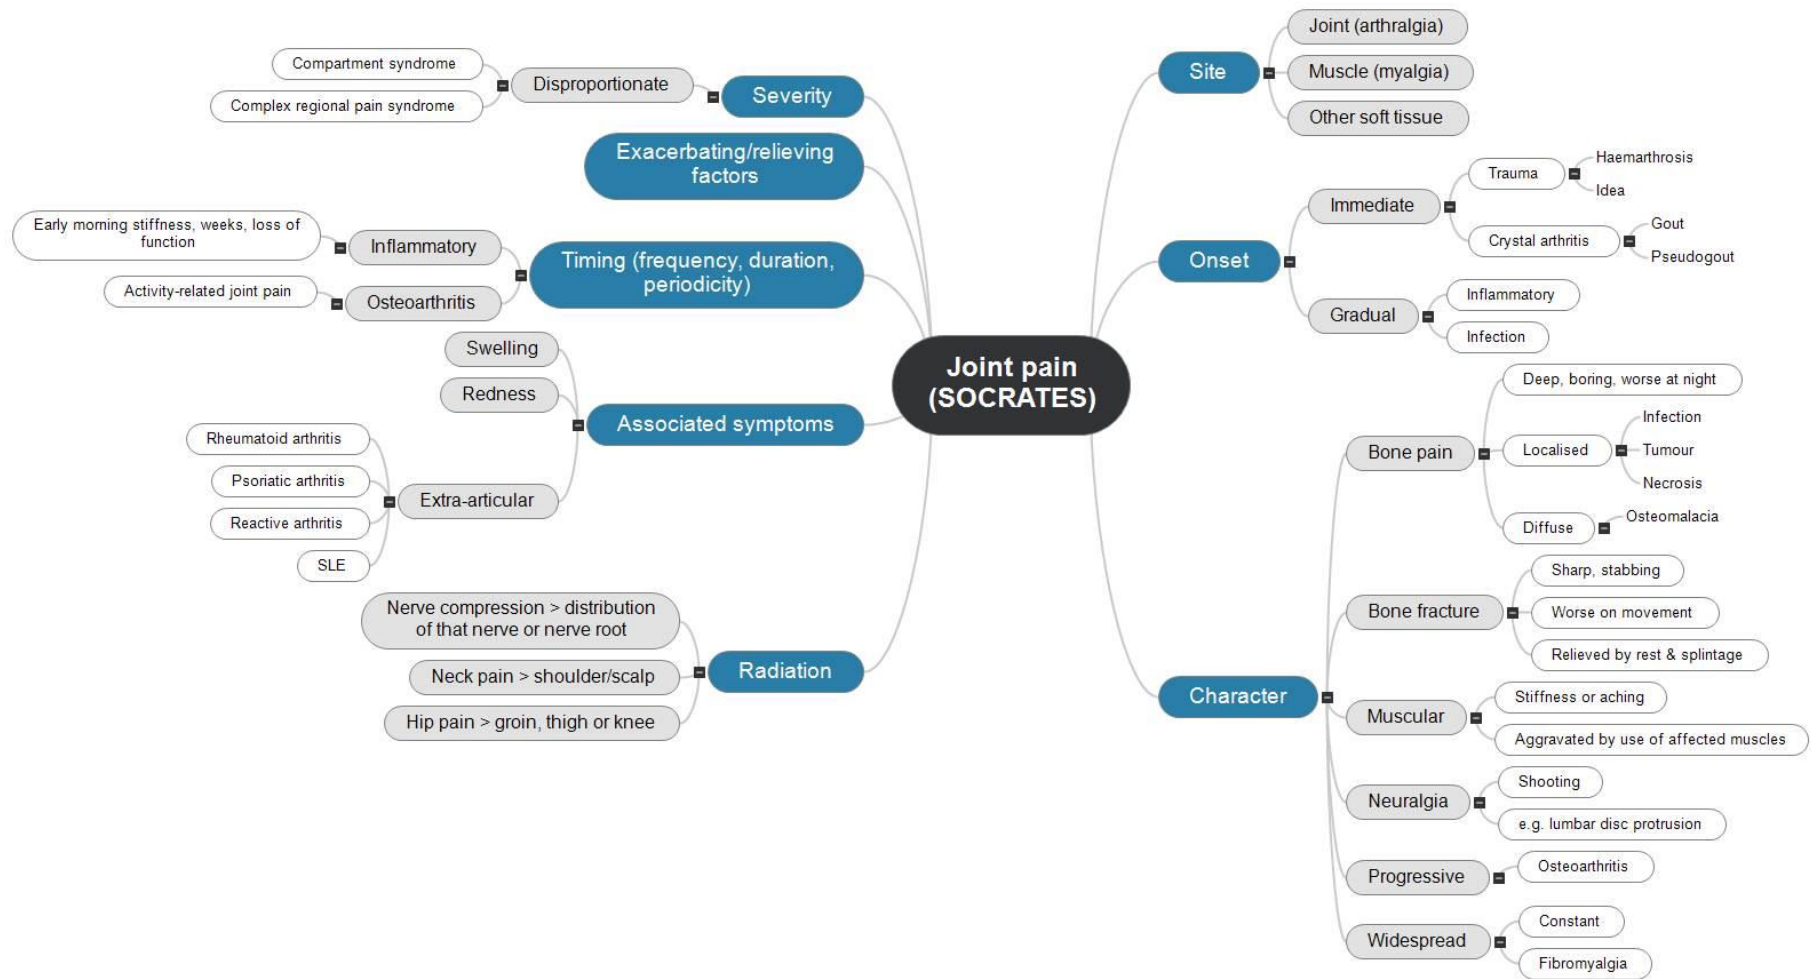 Joint pain
(SOCRATES)
Site
Joint (arthralgia)
Muscle (myalgia)
Other soft tissue
Onset
Immediate
Trauma
Haemarthrosis
Idea
Crystal arthritis
Gout
Pseudogout
Gradual
Inflammatory
Infection
Character
Bone pain
Deep, boring, worse at night
Localised
Infection
Tumour
Necrosis
Diffuse
Osteomalacia
Bone fracture
Sharp, stabbing
Worse on movement
Relieved by rest & splintage
Muscular
Stiffness or aching
Aggravated by use of affected muscles
Neuralgia
Shooting
e.g. lumbar disc protrusion
Progressive
Osteoarthritis
Widespread
Constant
Fibromyalgia
Radiation
Nerve compression > distribution
of that nerve or nerve root
Neck pain > shoulder/scalp
Hip pain > groin, thigh or knee
Associated symptoms
Swelling
Redness
Extra-articular
Rheumatoid arthritis
Psoriatic arthritis
Reactive arthritis
SLE
Timing (frequency, duration,
periodicity)
Inflammatory
Early morning stiffness, weeks, loss of
function
Osteoarthritis
Activity-related joint pain
Exacerbating/relieving
factors
Severity
Disproportionate
Compartment syndrome
Complex regional pain syndrome